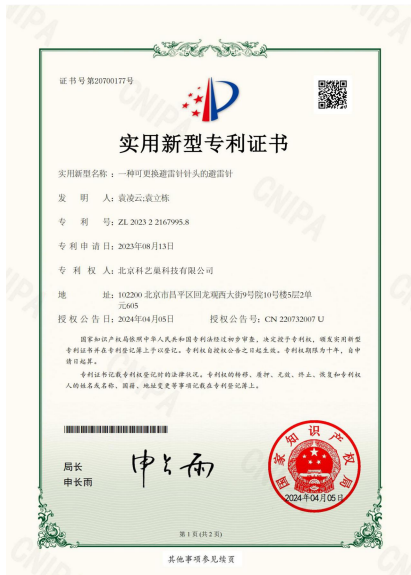 证书号第20700177号
实用新型专利证书
实用新型名称：一种可更换避雷针针头的避雷针
发 明 人：袁凌云;袁立栋
专 利 号：ZL 2023 2 2167995.8
专利申请日：2023年08月13日
专 利 权 人：北京科艺巢科技有限公司
地 址：102200 北京市昌平区回龙观西大街9号院10号楼5层2单
元605
授权公告日：2024年04月05日 授权公告号：CN 220732007 U
国家知识产权局依照中华人民共和国专利法经过初步审查，决定授予专利权，颁发实用新型
专利证书并在专利登记簿上予以登记。专利权自授权公告之日起生效。专利权期限为十年，自申
请日起算。
专利证书记载专利权登记时的法律状况。专利权的转移、质押、无效、终止、恢复和专利权
人的姓名或名称、国籍、地址变更等事项记载在专利登记簿上。
局长
申长雨
申长雨
国家知识产权局
2024年04月05日
第 1 页 (共 2 页)
其他事项参见续页
CNIPA
CNIPA
CNIPA
CNIPA